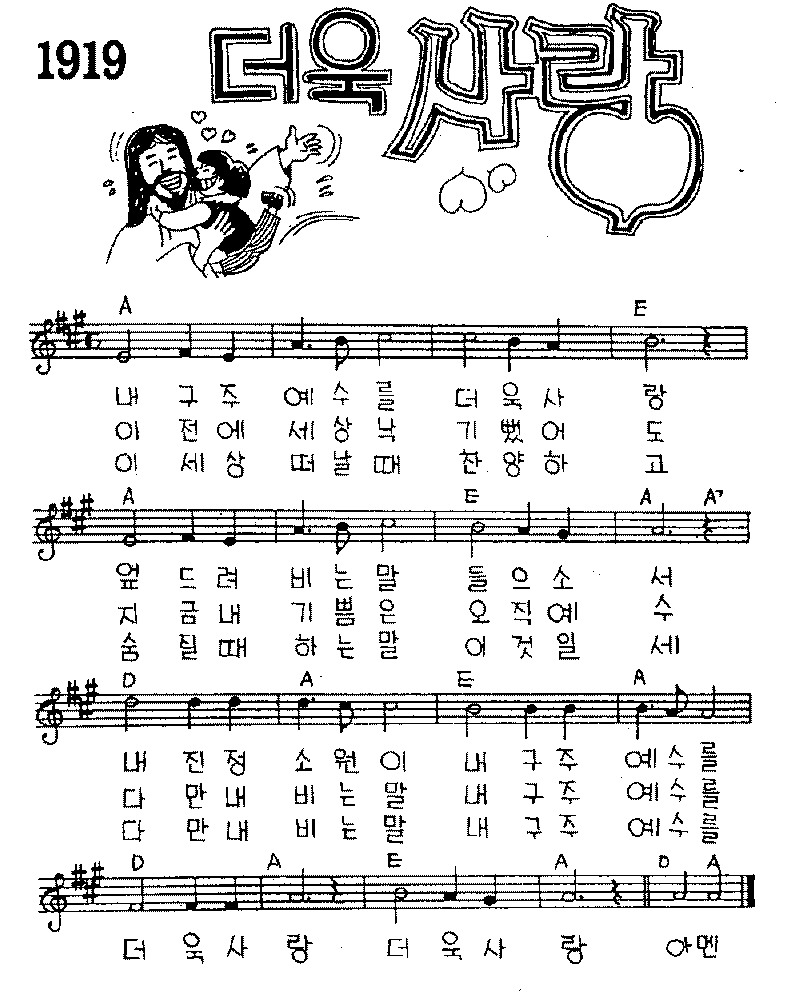 1919 더욱 사랑
A E
내 구 주 예 수 를 더 욱 사 랑
이 전 에 세 상 낙 기 뻤 어 도
이 세 상 떠 날 때 찬 양 하 고
A E A A7
엎 드 려 비 는 말 들 으 소 서
지 금 내 기 쁨 은 오 직 예 수
숨 질 때 하 는 말 이 것 일 세
D A E A
내 진 정 소 원 이 내 구 주 예 수 를
다 만 내 비 는 말 내 구 주 예 수 를
다 만 내 비 는 말 내 구 주 예 수 를
D A E A D A
더 욱 사 랑 더 욱 사 랑 아 멘